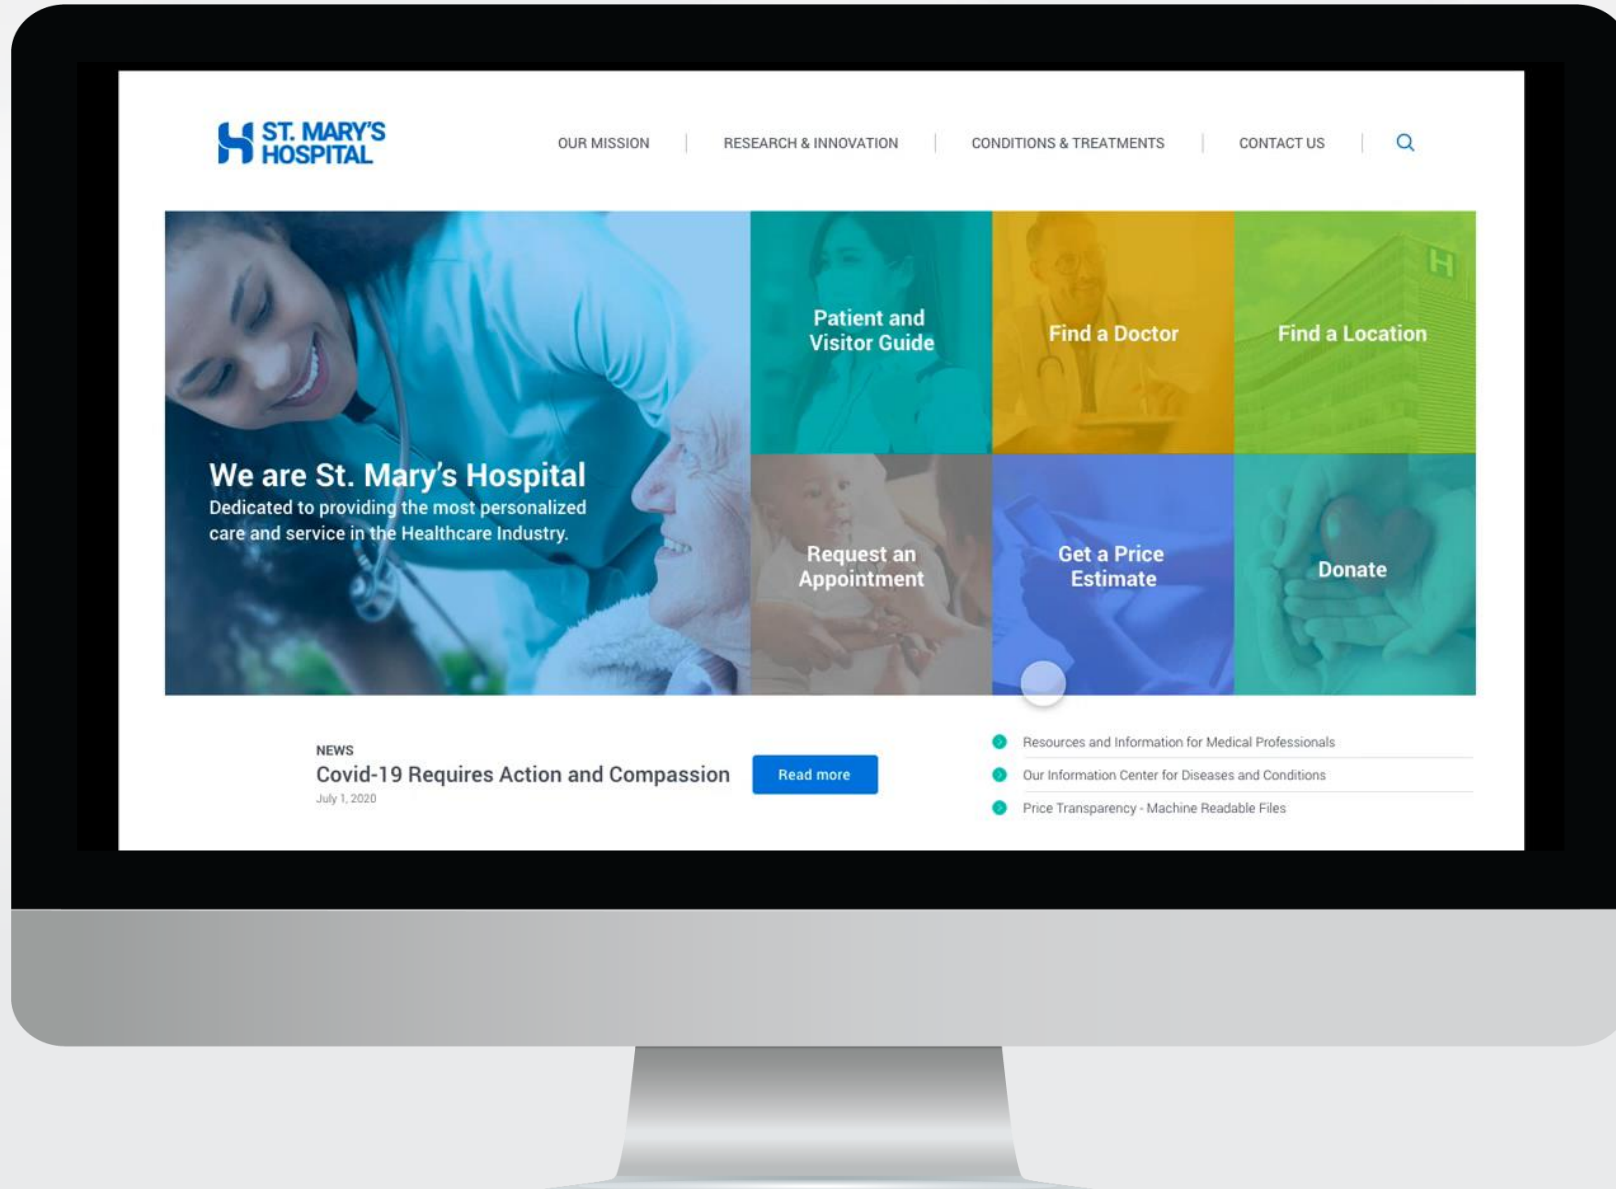 ST. MARY'S
HOSPITAL
OUR MISSION
RESEARCH & INNOVATION
CONDITIONS & TREATMENTS
CONTACT US
We are St. Mary's Hospital
Dedicated to providing the most personalized
care and service in the Healthcare Industry.
Patient and
Visitor Guide
Find a Doctor
H
Find a Location
Request an
Appointment
Get a Price
Estimate
Donate
NEWS
Covid-19 Requires Action and Compassion
July 1, 2020
Read more
Resources and Information for Medical Professionals
Our Information Center for Diseases and Conditions
Price Transparency - Machine Readable Files